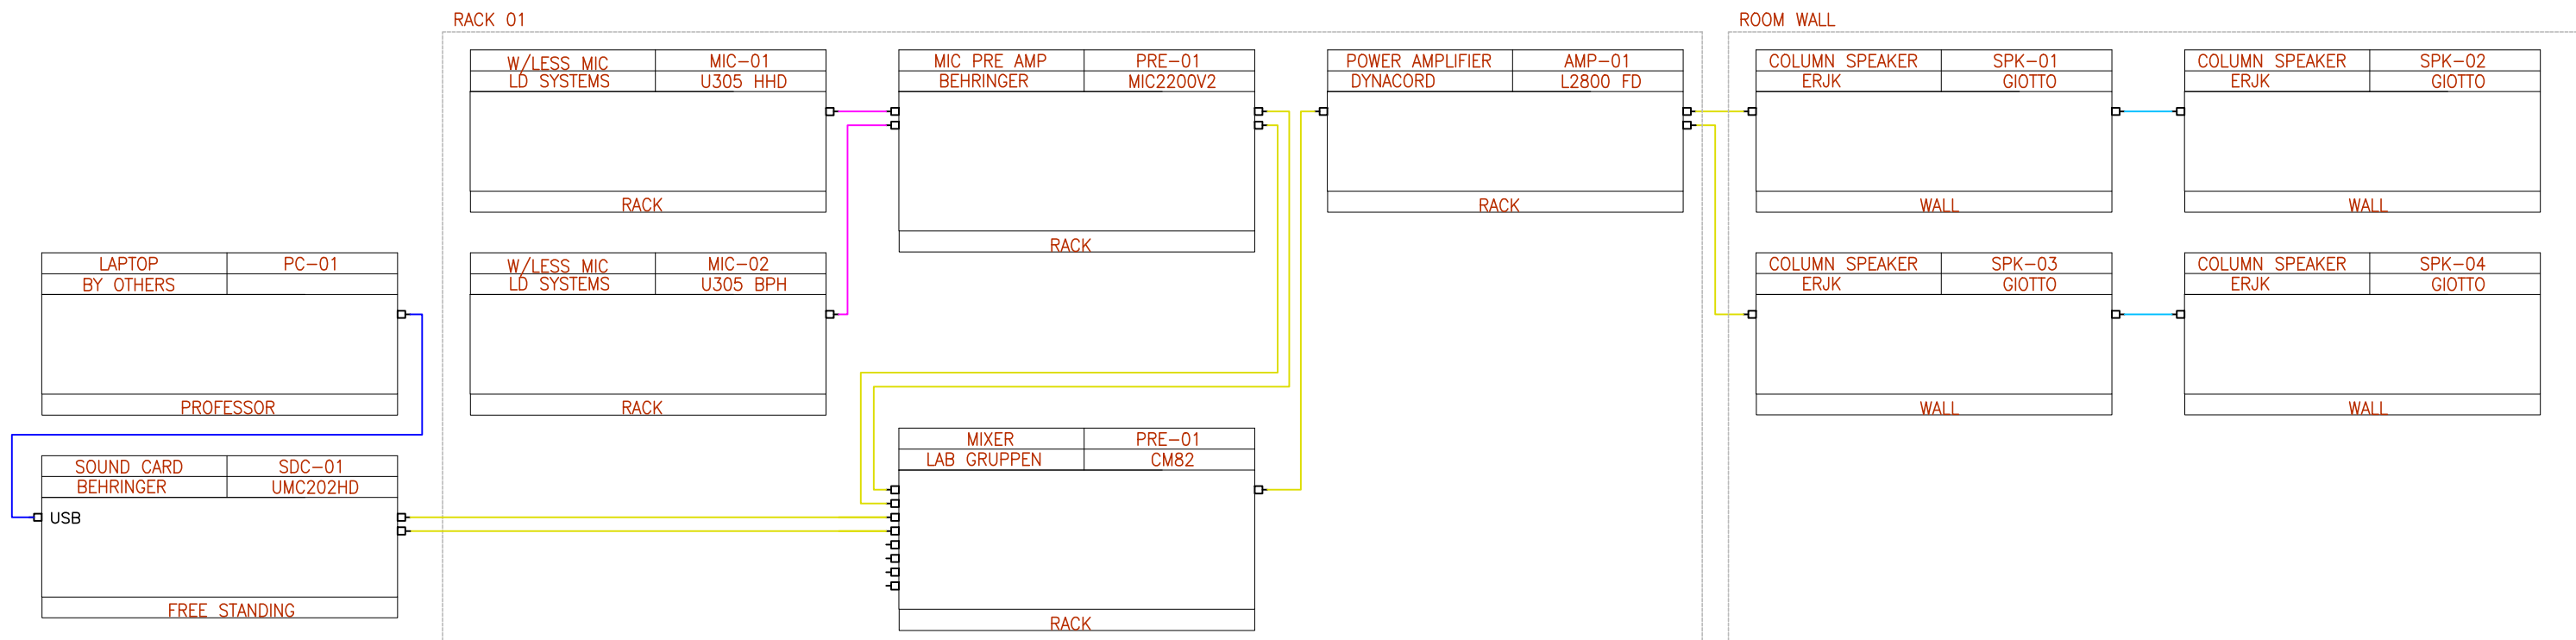 RACK 01
ROOM WALL
W/LESS MIC MIC-01
LD SYSTEMS U305 HHD
RACK
MIC PRE AMP PRE-01
BEHRINGER MIC2200V2
RACK
POWER AMPLIFIER AMP-01
DYNACORD L2800 FD
RACK
COLUMN SPEAKER SPK-01
ERJK GIOTTO
WALL
COLUMN SPEAKER SPK-02
ERJK GIOTTO
WALL
LAPTOP PC-01
BY OTHERS
PROFESSOR
W/LESS MIC MIC-02
LD SYSTEMS U305 BPH
RACK
COLUMN SPEAKER SPK-03
ERJK GIOTTO
WALL
COLUMN SPEAKER SPK-04
ERJK GIOTTO
WALL
SOUND CARD SDC-01
BEHRINGER UMC202HD
USB
FREE STANDING
MIXER PRE-01
LAB GRUPPEN CM82
RACK